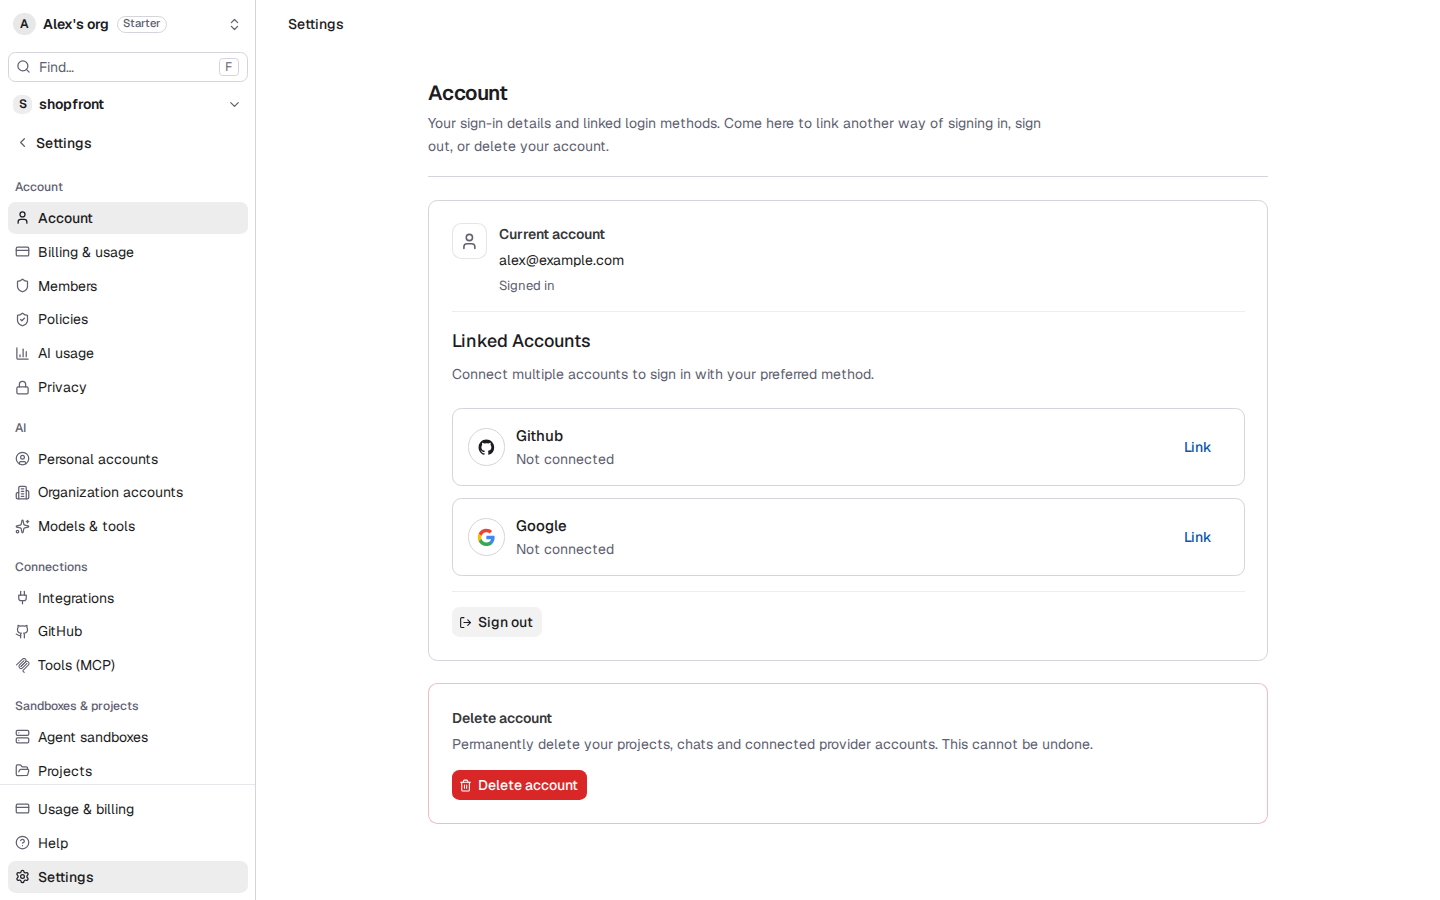 A Alex's org Starter
Find... F
S shopfront
Settings
Account
Account
Billing & usage
Members
Policies
AI usage
Privacy
AI
Personal accounts
Organization accounts
Models & tools
Connections
Integrations
GitHub
Tools (MCP)
Sandboxes & projects
Agent sandboxes
Projects
Usage & billing
Help
Settings
Settings
Account
Your sign-in details and linked login methods. Come here to link another way of signing in, sign
out, or delete your account.
Current account
alex@example.com
Signed in
Linked Accounts
Connect multiple accounts to sign in with your preferred method.
Github
Not connected
Link
Google
Not connected
Link
Sign out
Delete account
Permanently delete your projects, chats and connected provider accounts. This cannot be undone.
Delete account